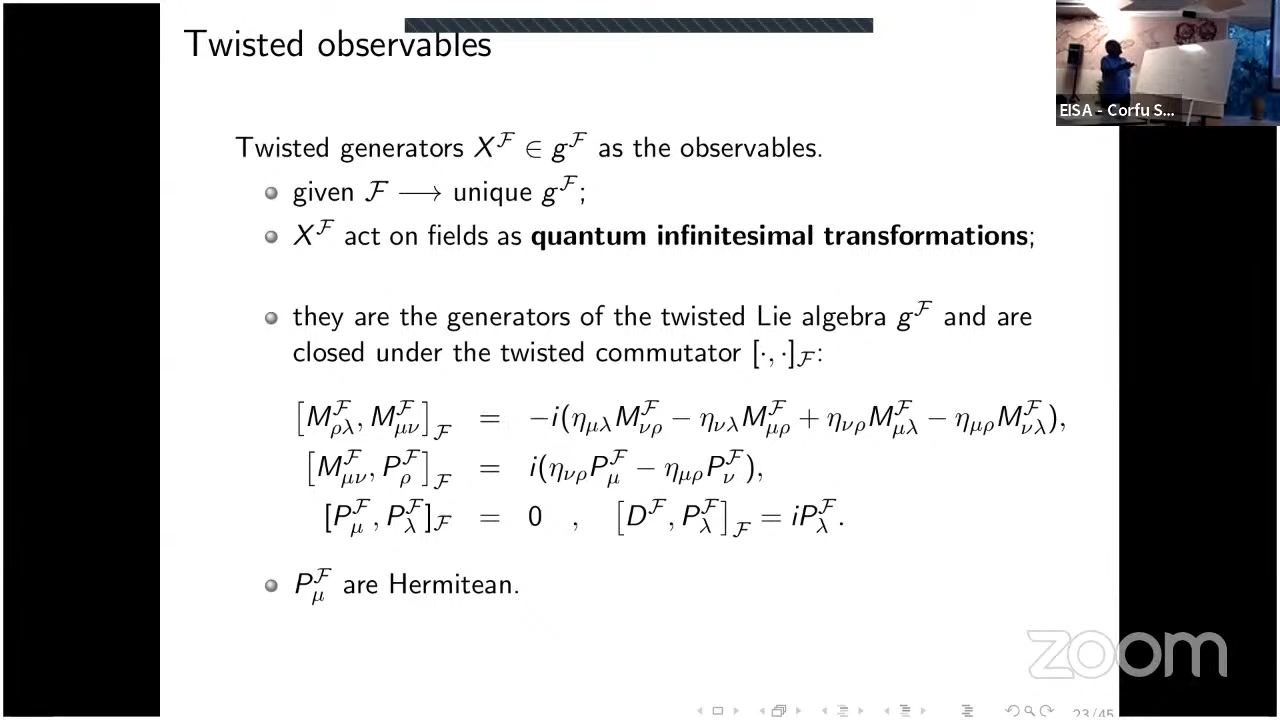 Twisted observables
EISA - Corfu S...
Twisted generators X^ℱ ∈ g^ℱ as the observables.
given ℱ ⟶ unique g^ℱ;
X^ℱ act on fields as quantum infinitesimal transformations;
they are the generators of the twisted Lie algebra g^ℱ and are
closed under the twisted commutator [·, ·]_ℱ:
[M^ℱ_ρλ, M^ℱ_μν]_ℱ = −i(η_μλ M^ℱ_νρ − η_νλ M^ℱ_μρ + η_νρ M^ℱ_μλ − η_μρ M^ℱ_νλ),
[M^ℱ_μν, P^ℱ_ρ]_ℱ = i(η_νρ P^ℱ_μ − η_μρ P^ℱ_ν),
[P^ℱ_μ, P^ℱ_λ]_ℱ = 0 , [D^ℱ, P^ℱ_λ]_ℱ = iP^ℱ_λ.
P^ℱ_μ are Hermitean.
zoom
23/45